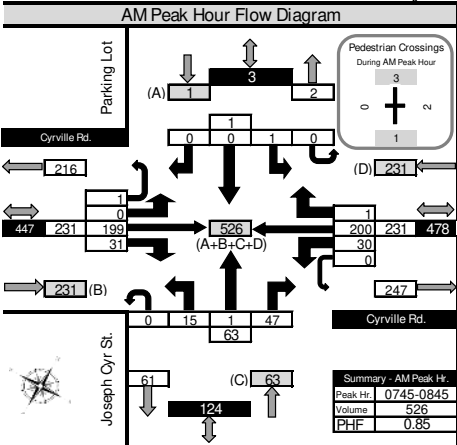 AM Peak Hour Flow Diagram
Parking Lot
3
(A) 1
2
Pedestrian Crossings
During AM Peak Hour
3
0
2
1
1
0 0 1 0
Cyrville Rd.
216
(D) 231
1
0
447 231 199
31
526
(A+B+C+D)
1
200 231 478
30
0
231 (B)
247
0 15 1 47
63
Cyrville Rd.
Joseph Cyr St.
61
(C) 63
124
Summary - AM Peak Hr.
Peak Hr. 0745-0845
Volume 526
PHF 0.85